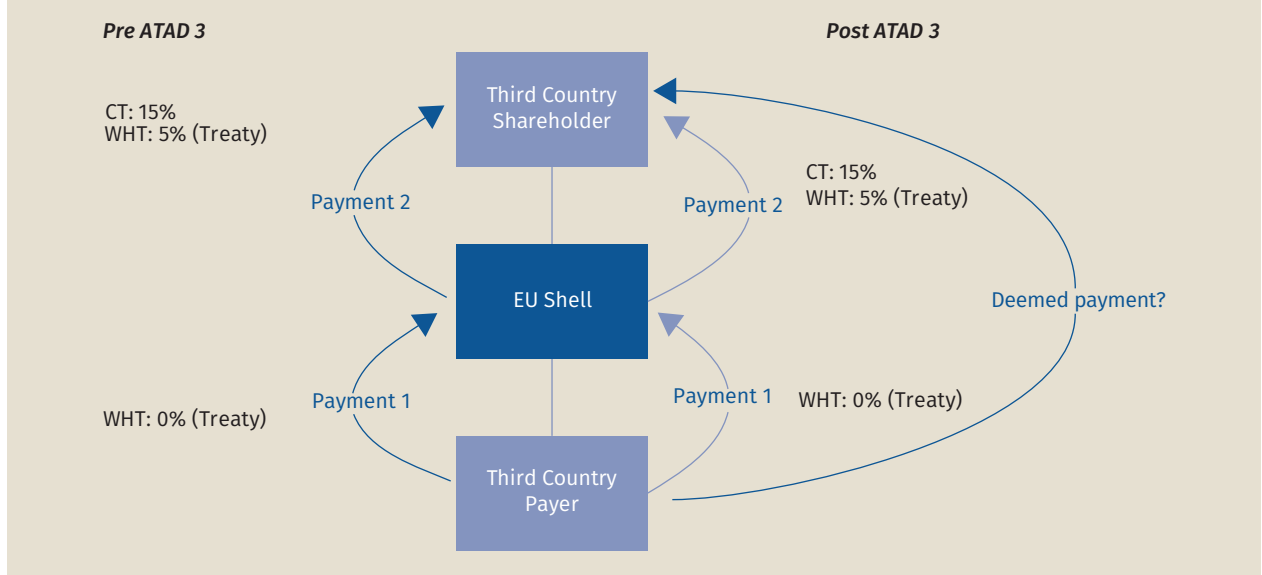 Pre ATAD 3
Post ATAD 3
Third Country
Shareholder
CT: 15%
WHT: 5% (Treaty)
CT: 15%
WHT: 5% (Treaty)
Payment 2
Payment 2
EU Shell
Deemed payment?
Payment 1
Payment 1
WHT: 0% (Treaty)
WHT: 0% (Treaty)
Third Country
Payer